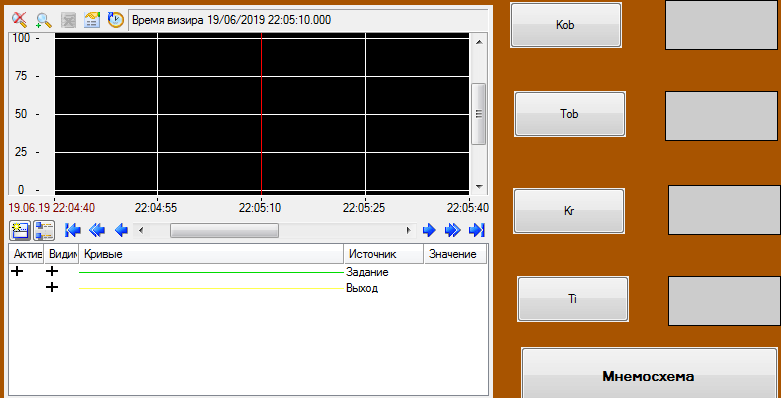 Время визира 19/06/2019 22:05:10.000
100
75
50
25
0
19.06.19 22:04:40 22:04:55 22:05:10 22:05:25 22:05:40
Актив Видим Кривые Источник Значение
Задание
Выход
Kob
Tob
Kr
Ti
Мнемосхема